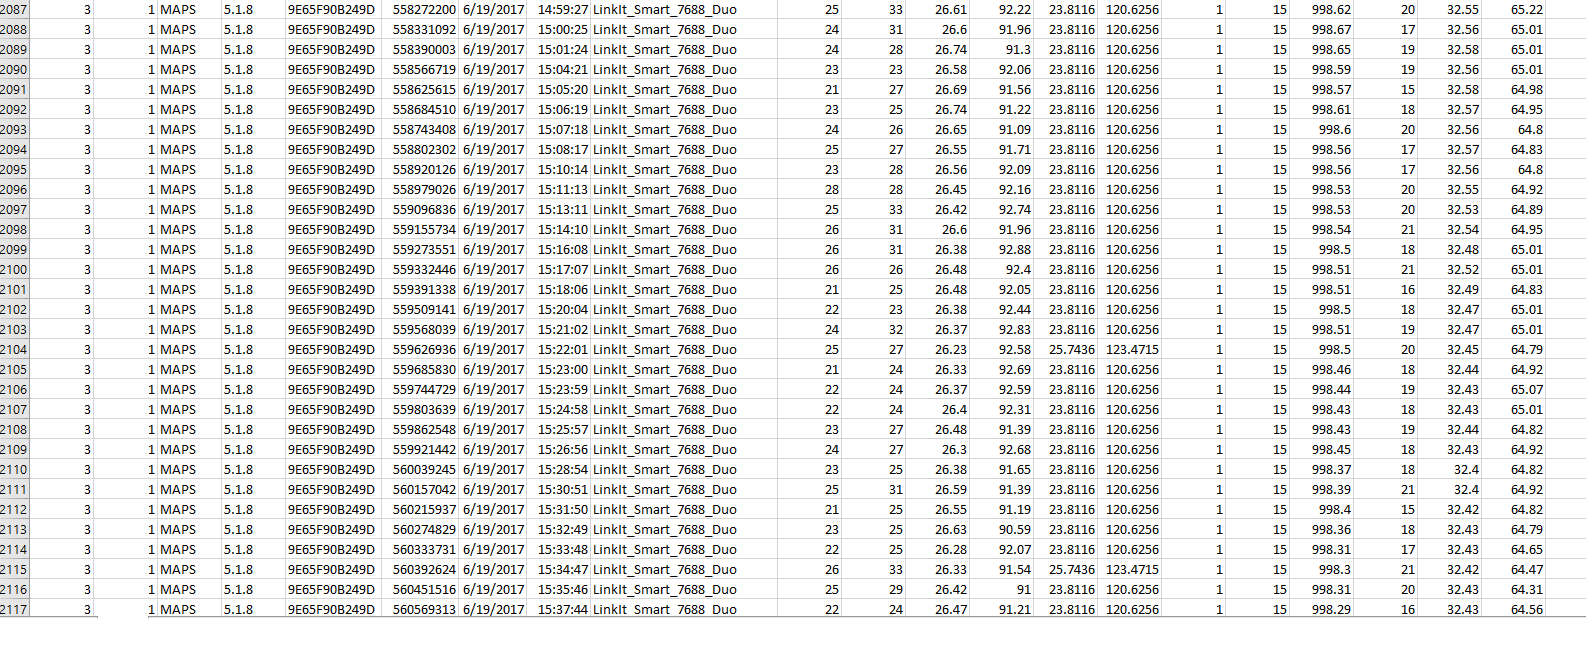 2087 3 1 MAPS 5.1.8 9E65F90B249D 558272200 6/19/2017 14:59:27 LinkIt_Smart_7688_Duo 25 33 26.61 92.22 23.8116 120.6256 1 15 998.62 20 32.55 65.22
2088 3 1 MAPS 5.1.8 9E65F90B249D 558331092 6/19/2017 15:00:25 LinkIt_Smart_7688_Duo 24 31 26.6 91.96 23.8116 120.6256 1 15 998.67 17 32.56 65.01
2089 3 1 MAPS 5.1.8 9E65F90B249D 558390003 6/19/2017 15:01:24 LinkIt_Smart_7688_Duo 24 28 26.74 91.3 23.8116 120.6256 1 15 998.65 19 32.58 65.01
2090 3 1 MAPS 5.1.8 9E65F90B249D 558566719 6/19/2017 15:04:21 LinkIt_Smart_7688_Duo 23 23 26.58 92.06 23.8116 120.6256 1 15 998.59 19 32.56 65.01
2091 3 1 MAPS 5.1.8 9E65F90B249D 558625615 6/19/2017 15:05:20 LinkIt_Smart_7688_Duo 21 27 26.69 91.56 23.8116 120.6256 1 15 998.57 15 32.58 64.98
2092 3 1 MAPS 5.1.8 9E65F90B249D 558684510 6/19/2017 15:06:19 LinkIt_Smart_7688_Duo 23 25 26.74 91.22 23.8116 120.6256 1 15 998.61 18 32.57 64.95
2093 3 1 MAPS 5.1.8 9E65F90B249D 558743408 6/19/2017 15:07:18 LinkIt_Smart_7688_Duo 24 26 26.65 91.09 23.8116 120.6256 1 15 998.6 20 32.56 64.8
2094 3 1 MAPS 5.1.8 9E65F90B249D 558802302 6/19/2017 15:08:17 LinkIt_Smart_7688_Duo 25 27 26.55 91.71 23.8116 120.6256 1 15 998.56 17 32.57 64.83
2095 3 1 MAPS 5.1.8 9E65F90B249D 558920126 6/19/2017 15:10:14 LinkIt_Smart_7688_Duo 23 28 26.56 92.09 23.8116 120.6256 1 15 998.56 17 32.56 64.8
2096 3 1 MAPS 5.1.8 9E65F90B249D 558979026 6/19/2017 15:11:13 LinkIt_Smart_7688_Duo 28 28 26.45 92.16 23.8116 120.6256 1 15 998.53 20 32.55 64.92
2097 3 1 MAPS 5.1.8 9E65F90B249D 559096836 6/19/2017 15:13:11 LinkIt_Smart_7688_Duo 25 33 26.42 92.74 23.8116 120.6256 1 15 998.53 20 32.53 64.89
2098 3 1 MAPS 5.1.8 9E65F90B249D 559155734 6/19/2017 15:14:10 LinkIt_Smart_7688_Duo 26 31 26.6 91.96 23.8116 120.6256 1 15 998.54 21 32.54 64.95
2099 3 1 MAPS 5.1.8 9E65F90B249D 559273551 6/19/2017 15:16:08 LinkIt_Smart_7688_Duo 26 31 26.38 92.88 23.8116 120.6256 1 15 998.5 18 32.48 65.01
2100 3 1 MAPS 5.1.8 9E65F90B249D 559332446 6/19/2017 15:17:07 LinkIt_Smart_7688_Duo 26 26 26.48 92.4 23.8116 120.6256 1 15 998.51 21 32.52 65.01
2101 3 1 MAPS 5.1.8 9E65F90B249D 559391338 6/19/2017 15:18:06 LinkIt_Smart_7688_Duo 21 25 26.48 92.05 23.8116 120.6256 1 15 998.51 16 32.49 64.83
2102 3 1 MAPS 5.1.8 9E65F90B249D 559509141 6/19/2017 15:20:04 LinkIt_Smart_7688_Duo 22 23 26.38 92.44 23.8116 120.6256 1 15 998.5 18 32.47 65.01
2103 3 1 MAPS 5.1.8 9E65F90B249D 559568039 6/19/2017 15:21:02 LinkIt_Smart_7688_Duo 24 32 26.37 92.83 23.8116 120.6256 1 15 998.51 19 32.47 65.01
2104 3 1 MAPS 5.1.8 9E65F90B249D 559626936 6/19/2017 15:22:01 LinkIt_Smart_7688_Duo 25 27 26.23 92.58 25.7436 123.4715 1 15 998.5 20 32.45 64.79
2105 3 1 MAPS 5.1.8 9E65F90B249D 559685830 6/19/2017 15:23:00 LinkIt_Smart_7688_Duo 21 24 26.33 92.69 23.8116 120.6256 1 15 998.46 18 32.44 64.92
2106 3 1 MAPS 5.1.8 9E65F90B249D 559744729 6/19/2017 15:23:59 LinkIt_Smart_7688_Duo 22 24 26.37 92.59 23.8116 120.6256 1 15 998.44 19 32.43 65.07
2107 3 1 MAPS 5.1.8 9E65F90B249D 559803639 6/19/2017 15:24:58 LinkIt_Smart_7688_Duo 22 24 26.4 92.31 23.8116 120.6256 1 15 998.43 18 32.43 65.01
2108 3 1 MAPS 5.1.8 9E65F90B249D 559862548 6/19/2017 15:25:57 LinkIt_Smart_7688_Duo 23 27 26.48 91.39 23.8116 120.6256 1 15 998.43 19 32.44 64.82
2109 3 1 MAPS 5.1.8 9E65F90B249D 559921442 6/19/2017 15:26:56 LinkIt_Smart_7688_Duo 24 27 26.3 92.68 23.8116 120.6256 1 15 998.45 18 32.43 64.92
2110 3 1 MAPS 5.1.8 9E65F90B249D 560039245 6/19/2017 15:28:54 LinkIt_Smart_7688_Duo 23 25 26.38 91.65 23.8116 120.6256 1 15 998.37 18 32.4 64.82
2111 3 1 MAPS 5.1.8 9E65F90B249D 560157042 6/19/2017 15:30:51 LinkIt_Smart_7688_Duo 25 31 26.59 91.39 23.8116 120.6256 1 15 998.39 21 32.4 64.92
2112 3 1 MAPS 5.1.8 9E65F90B249D 560215937 6/19/2017 15:31:50 LinkIt_Smart_7688_Duo 21 25 26.55 91.19 23.8116 120.6256 1 15 998.4 15 32.42 64.82
2113 3 1 MAPS 5.1.8 9E65F90B249D 560274829 6/19/2017 15:32:49 LinkIt_Smart_7688_Duo 23 25 26.63 90.59 23.8116 120.6256 1 15 998.36 18 32.43 64.79
2114 3 1 MAPS 5.1.8 9E65F90B249D 560333731 6/19/2017 15:33:48 LinkIt_Smart_7688_Duo 22 25 26.28 92.07 23.8116 120.6256 1 15 998.31 17 32.43 64.65
2115 3 1 MAPS 5.1.8 9E65F90B249D 560392624 6/19/2017 15:34:47 LinkIt_Smart_7688_Duo 26 33 26.33 91.54 25.7436 123.4715 1 15 998.3 21 32.42 64.47
2116 3 1 MAPS 5.1.8 9E65F90B249D 560451516 6/19/2017 15:35:46 LinkIt_Smart_7688_Duo 25 29 26.42 91 23.8116 120.6256 1 15 998.31 20 32.43 64.31
2117 3 1 MAPS 5.1.8 9E65F90B249D 560569313 6/19/2017 15:37:44 LinkIt_Smart_7688_Duo 22 24 26.47 91.21 23.8116 120.6256 1 15 998.29 16 32.43 64.56